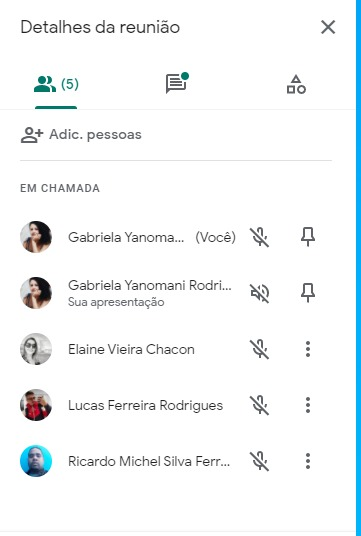 Detalhes da reunião
(5)
Adic. pessoas
EM CHAMADA
Gabriela Yanoma... (Você)
Gabriela Yanomani Rodri...
Sua apresentação
Elaine Vieira Chacon
Lucas Ferreira Rodrigues
Ricardo Michel Silva Ferr...